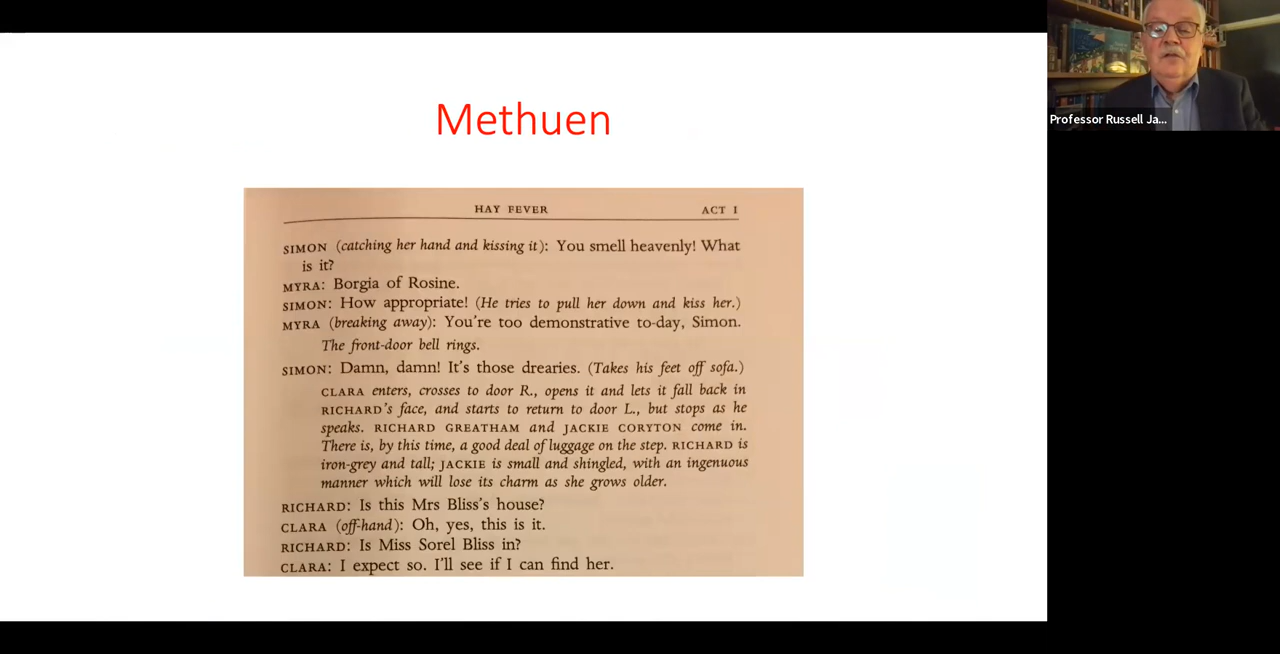 Methuen
Professor Russell Ja...
HAY FEVER ACT I
SIMON (catching her hand and kissing it): You smell heavenly! What
is it?
MYRA: Borgia of Rosine.
SIMON: How appropriate! (He tries to pull her down and kiss her.)
MYRA (breaking away): You're too demonstrative to-day, Simon.
The front-door bell rings.
SIMON: Damn, damn! It's those drearies. (Takes his feet off sofa.)
CLARA enters, crosses to door R., opens it and lets it fall back in
RICHARD's face, and starts to return to door L., but stops as he
speaks. RICHARD GREATHAM and JACKIE CORYTON come in.
There is, by this time, a good deal of luggage on the step. RICHARD is
iron-grey and tall; JACKIE is small and shingled, with an ingenuous
manner which will lose its charm as she grows older.
RICHARD: Is this Mrs Bliss's house?
CLARA (off-hand): Oh, yes, this is it.
RICHARD: Is Miss Sorel Bliss in?
CLARA: I expect so. I'll see if I can find her.